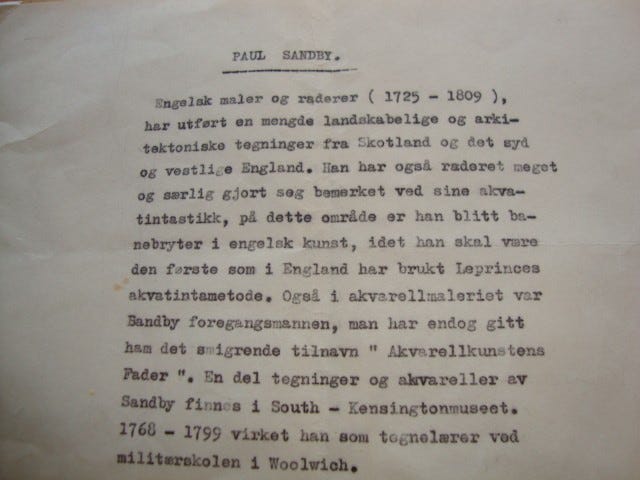 PAUL SANDBY.
Engelsk maler og raderer ( 1725 - 1809 ),
har utført en mengde landskabelige og arki-
tektoniske tegninger fra Skotland og det syd
og vestlige England. Han har også raderet meget
og særlig gjort seg bemerket ved sine akva-
tintastikk, på dette område er han blitt ba-
nebryter i engelsk kunst, idet han skal være
den første som i England har brukt Leprinces
akvatintametode. Også i akvarellmaleriet var
Sandby foregangsmannen, man har endog gitt
ham det smigrende tilnavn " Akvarellkunstens
Fader ". En del tegninger og akvareller av
Sandby finnes i South - Kensingtonmuseet.
1768 - 1799 virket han som tegnelærer ved
militærskolen i Woolwich.